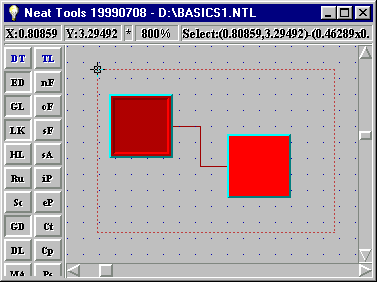 Neat Tools 19990708 - D:\BASICS1.NTL
X:0.80859 Y:3.29492 * 800% Select:(0.80859,3.29492)-(0.46289x0.
DT TL
ED nF
GL oF
LK sF
HL sA
Ru iP
Sc eP
GD Ct
DL Cp